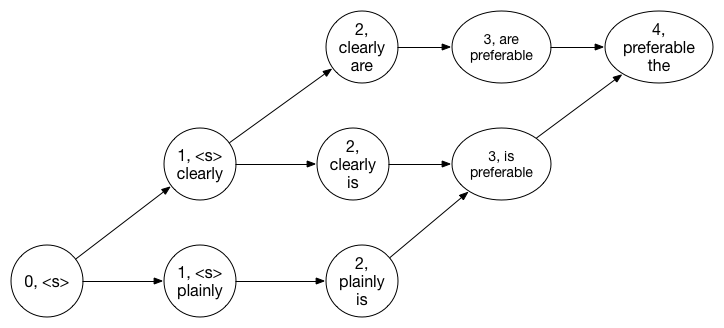 2,
clearly
are
3, are
preferable
4,
preferable
the
1, <s>
clearly
2,
clearly
is
3, is
preferable
0, <s>
1, <s>
plainly
2,
plainly
is